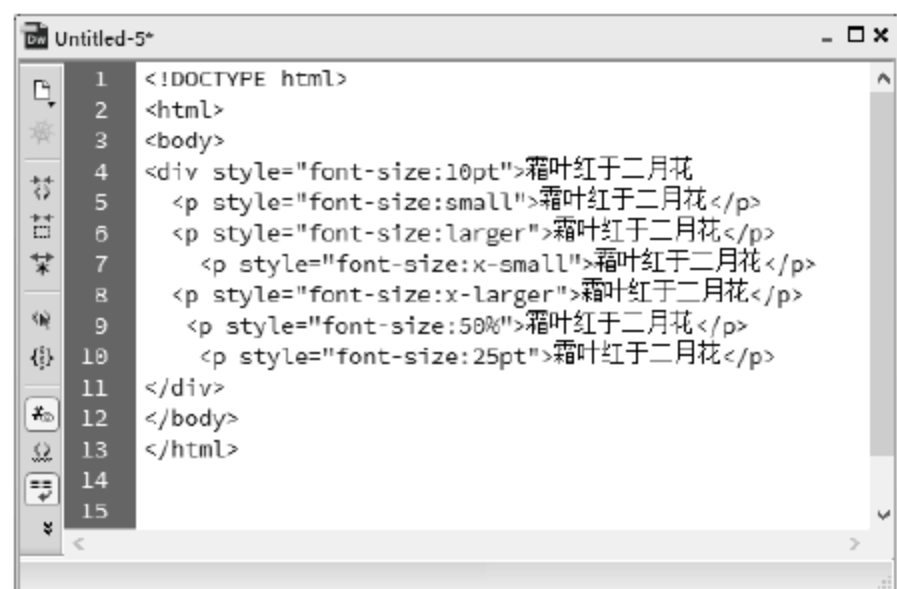 Untitled-5*
1 <!DOCTYPE html>
2 <html>
3 <body>
4 <div style="font-size:10pt">霜叶红于二月花
5 <p style="font-size:small">霜叶红于二月花</p>
6 <p style="font-size:larger">霜叶红于二月花</p>
7 <p style="font-size:x-small">霜叶红于二月花</p>
8 <p style="font-size:x-larger">霜叶红于二月花</p>
9 <p style="font-size:50%">霜叶红于二月花</p>
10 <p style="font-size:25pt">霜叶红于二月花</p>
11 </div>
12 </body>
13 </html>
14
15